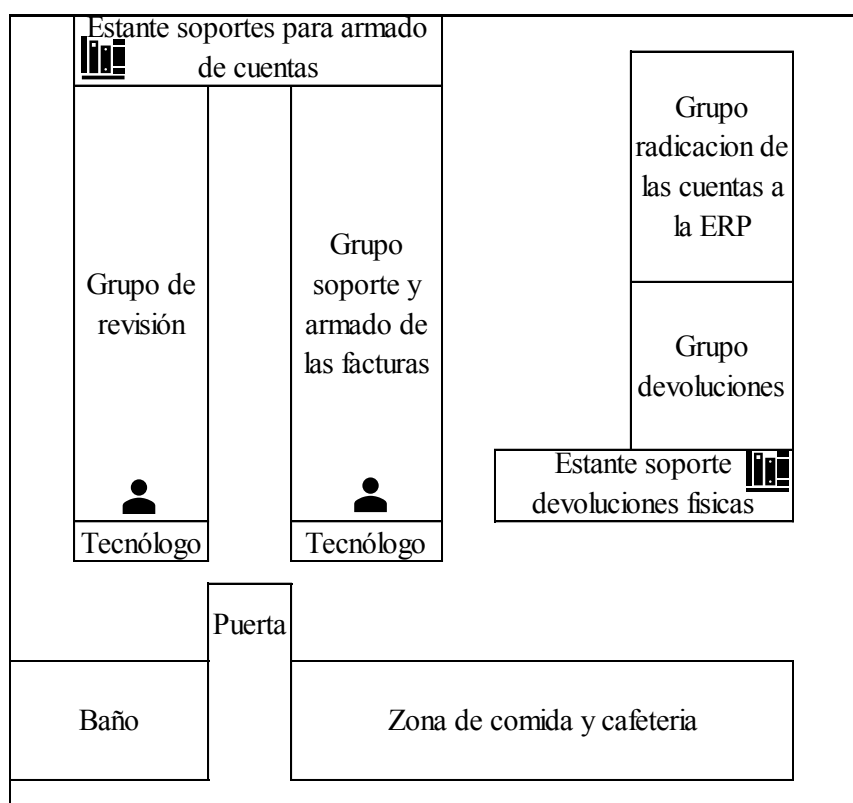 Estante soportes para armado
de cuentas
Grupo
radicacion de
las cuentas a
la ERP
Grupo de
revisión
Grupo
soporte y
armado de
las facturas
Grupo
devoluciones
Estante soporte
devoluciones fisicas
Tecnólogo
Tecnólogo
Puerta
Baño
Zona de comida y cafeteria